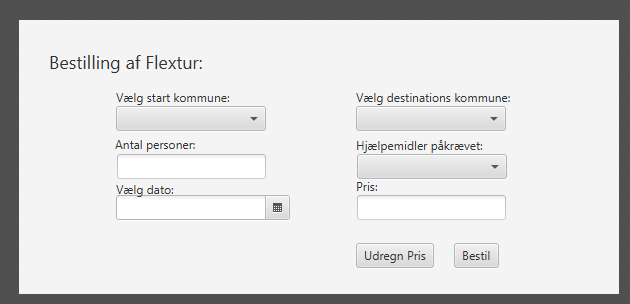 Bestilling af Flextur:
Vælg start kommune:
Vælg destinations kommune:
Antal personer:
Hjælpemidler påkrævet:
Vælg dato:
Pris:
Udregn Pris
Bestil